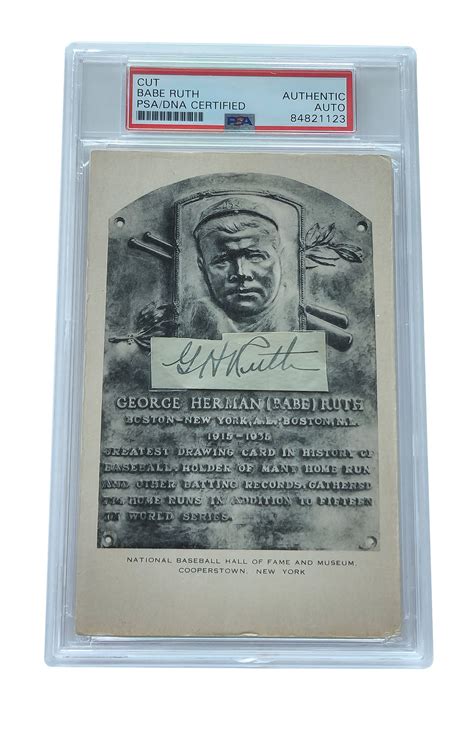 CUT
BABE RUTH
PSA/DNA CERTIFIED
AUTHENTIC
AUTO
84821123
PSA
G H Ruth
GEORGE HERMAN (BABE) RUTH
BOSTON–NEW YORK, A.L.; BOSTON, N.L.
1915–1935
GREATEST DRAWING CARD IN HISTORY OF
BASEBALL. HOLDER OF MANY HOME RUN
AND OTHER BATTING RECORDS. GATHERED
714 HOME RUNS IN ADDITION TO FIFTEEN
IN WORLD SERIES.
NATIONAL BASEBALL HALL OF FAME AND MUSEUM
COOPERSTOWN, NEW YORK